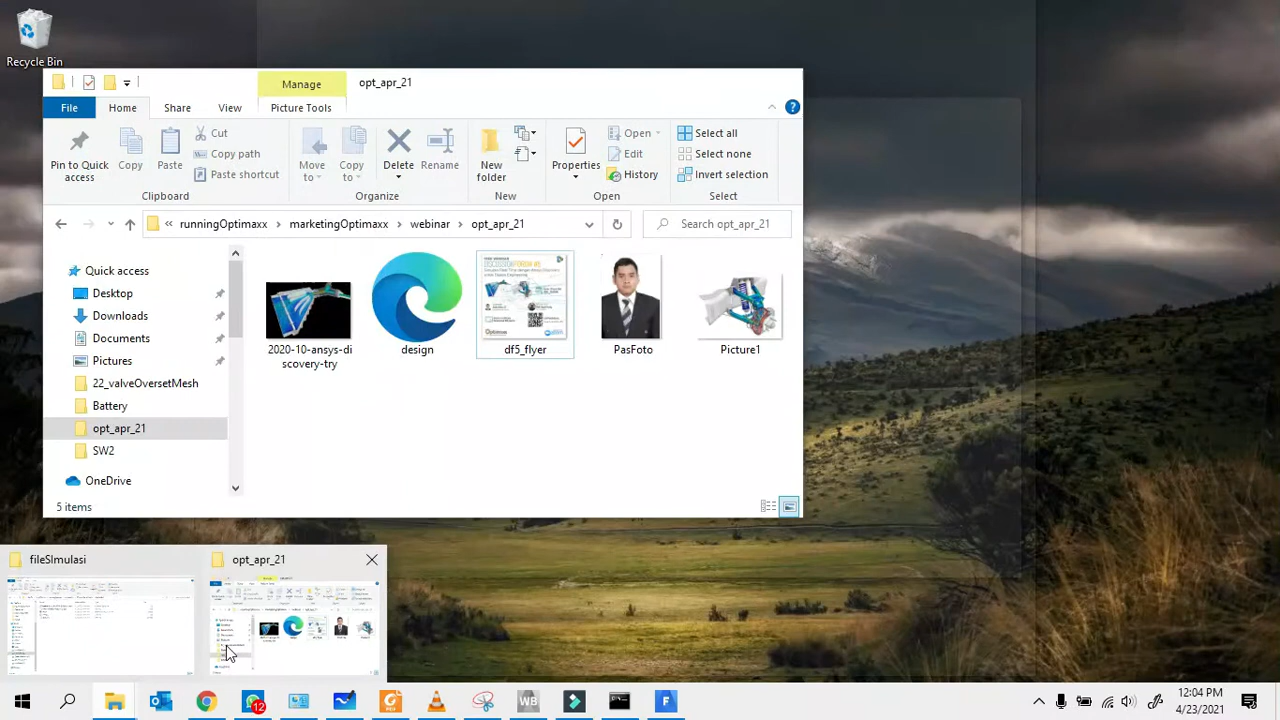 Recycle Bin
Manage
opt_apr_21
File
Home
Share
View
Picture Tools
Pin to Quick access
Copy
Paste
Cut
Copy path
Paste shortcut
Clipboard
Move to
Copy to
Delete
Rename
Organize
New folder
New
Properties
Open
Edit
History
Open
Select all
Select none
Invert selection
Select
« runningOptimaxx > marketingOptimaxx > webinar > opt_apr_21
Search opt_apr_21
Quick access
Desktop
Downloads
Documents
Pictures
22_valveOversetMesh
Battery
opt_apr_21
SW2
OneDrive
2020-10-ansys-di
scovery-try
design
df5_flyer
PasFoto
Picture1
5 items
fileSImulasi
opt_apr_21
12
WB
F
12:04 PM
4/23/2021